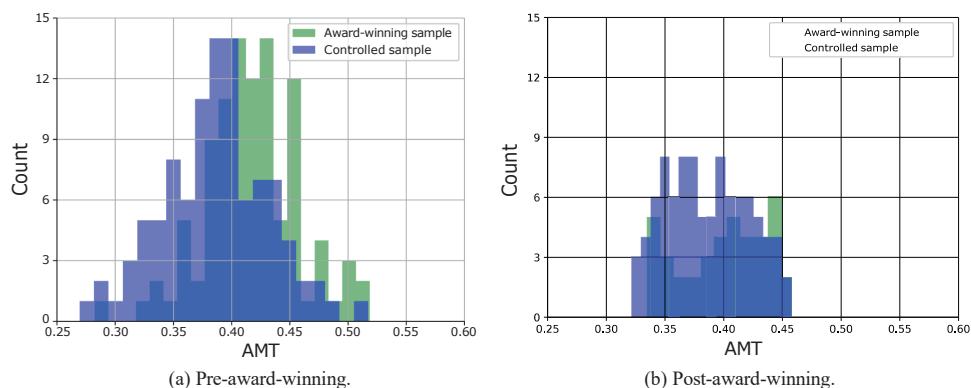 15
12
9
6
3
0
Count
0.25 0.30 0.35 0.40 0.45 0.50 0.55 0.60
AMT
Award-winning sample
Controlled sample
(a) Pre-award-winning.
15
12
9
6
3
0
Count
0.25 0.30 0.35 0.40 0.45 0.50 0.55 0.60
AMT
Award-winning sample
Controlled sample
(b) Post-award-winning.